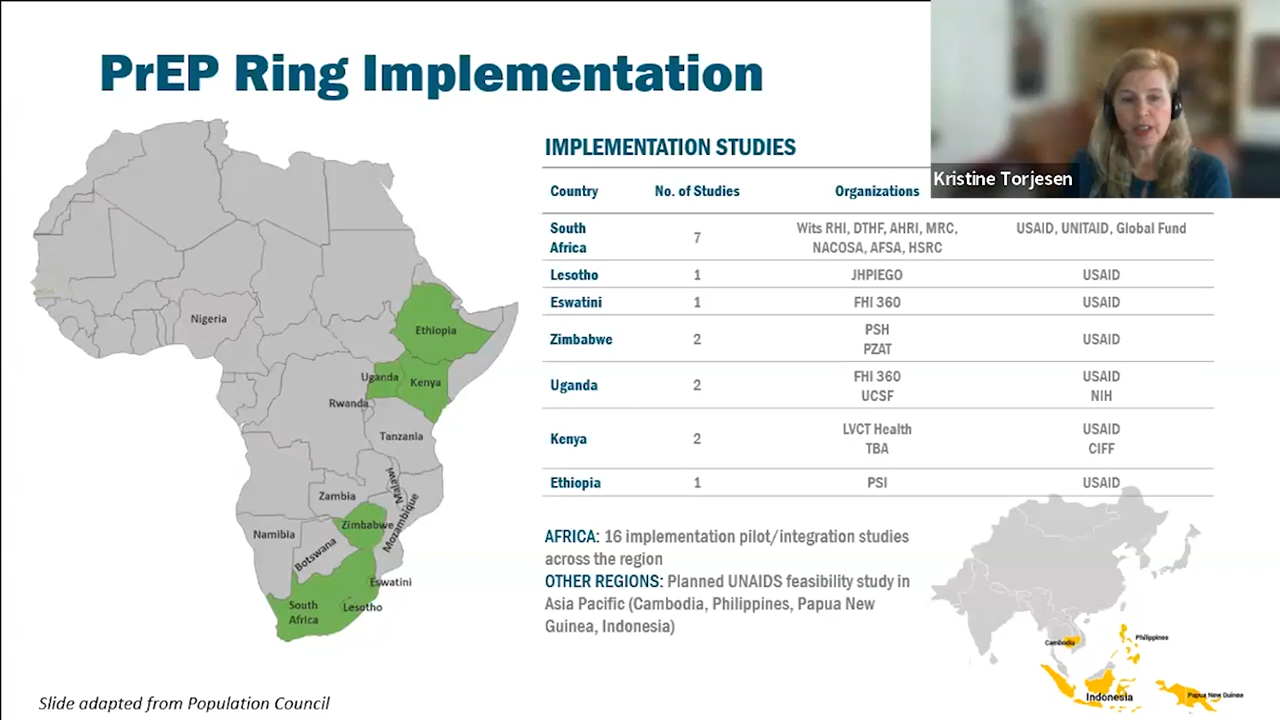 PrEP Ring Implementation
Kristine Torjesen
IMPLEMENTATION STUDIES
Country No. of Studies Organizations
South Africa 7 Wits RHI, DTHF, AHRI, MRC, NACOSA, AFSA, HSRC USAID, UNITAID, Global Fund
Lesotho 1 JHPIEGO USAID
Eswatini 1 FHI 360 USAID
Zimbabwe 2 PSH PZAT USAID
Uganda 2 FHI 360 UCSF USAID NIH
Kenya 2 LVCT Health TBA USAID CIFF
Ethiopia 1 PSI USAID
AFRICA: 16 implementation pilot/integration studies
across the region
OTHER REGIONS: Planned UNAIDS feasibility study in
Asia Pacific (Cambodia, Philippines, Papua New
Guinea, Indonesia)
Nigeria
Ethiopia
Uganda
Kenya
Rwanda
Tanzania
Malawi
Zambia
Mozambique
Zimbabwe
Namibia
Botswana
Eswatini
South
Africa
Lesotho
Cambodia
Philippines
Indonesia
Papua New Guinea
Slide adapted from Population Council